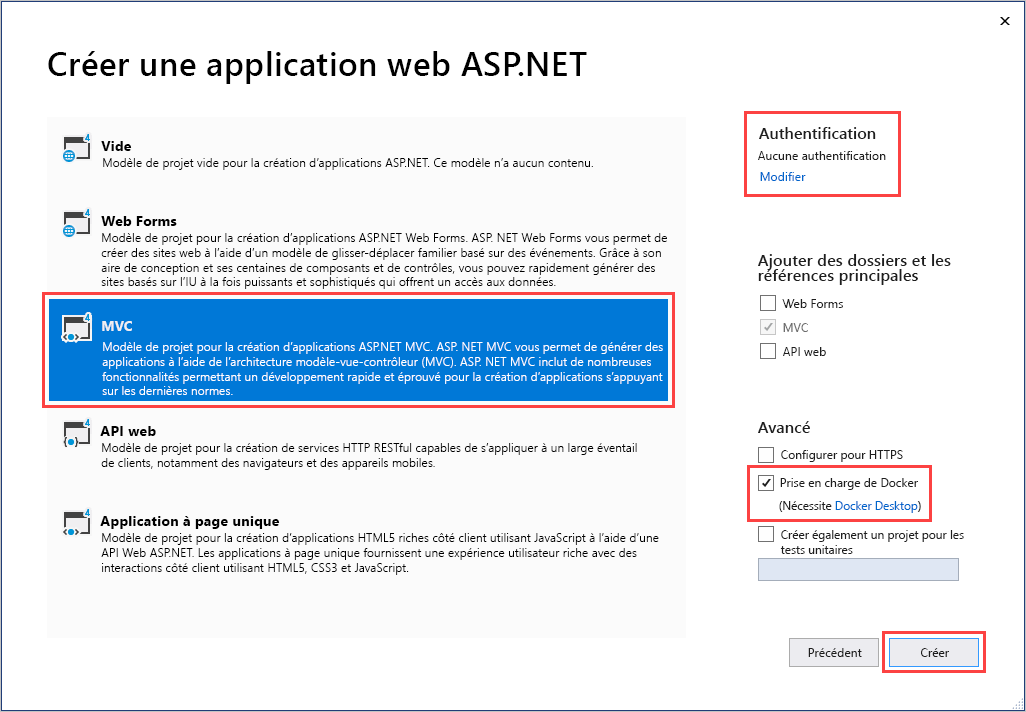 Créer une application web ASP.NET
4
Vide
Modèle de projet vide pour la création d'applications ASP.NET. Ce modèle n'a aucun contenu.
4
Web Forms
Modèle de projet pour la création d'applications ASP.NET Web Forms. ASP. NET Web Forms vous permet de
créer des sites web à l'aide d'un modèle de glisser-déplacer familier basé sur des événements. Grâce à son
aire de conception et ses centaines de composants et de contrôles, vous pouvez rapidement générer des
sites basés sur l'IU à la fois puissants et sophistiqués qui offrent un accès aux données.
4
MVC
Modèle de projet pour la création d'applications ASP.NET MVC. ASP. NET MVC vous permet de générer des
applications à l'aide de l'architecture modèle-vue-contrôleur (MVC). ASP. NET MVC inclut de nombreuses
fonctionnalités permettant un développement rapide et éprouvé pour la création d'applications s'appuyant
sur les dernières normes.
4
API web
Modèle de projet pour la création de services HTTP RESTful capables de s'appliquer à un large éventail
de clients, notamment des navigateurs et des appareils mobiles.
4
Application à page unique
Modèle de projet pour la création d'applications HTML5 riches côté client utilisant JavaScript à l'aide d'une
API Web ASP.NET. Les applications à page unique fournissent une expérience utilisateur riche avec des
interactions côté client utilisant HTML5, CSS3 et JavaScript.
Authentification
Aucune authentification
Modifier
Ajouter des dossiers et les
références principales
Web Forms
MVC
API web
Avancé
Configurer pour HTTPS
Prise en charge de Docker
(Nécessite Docker Desktop)
Créer également un projet pour les
tests unitaires
Précédent
Créer